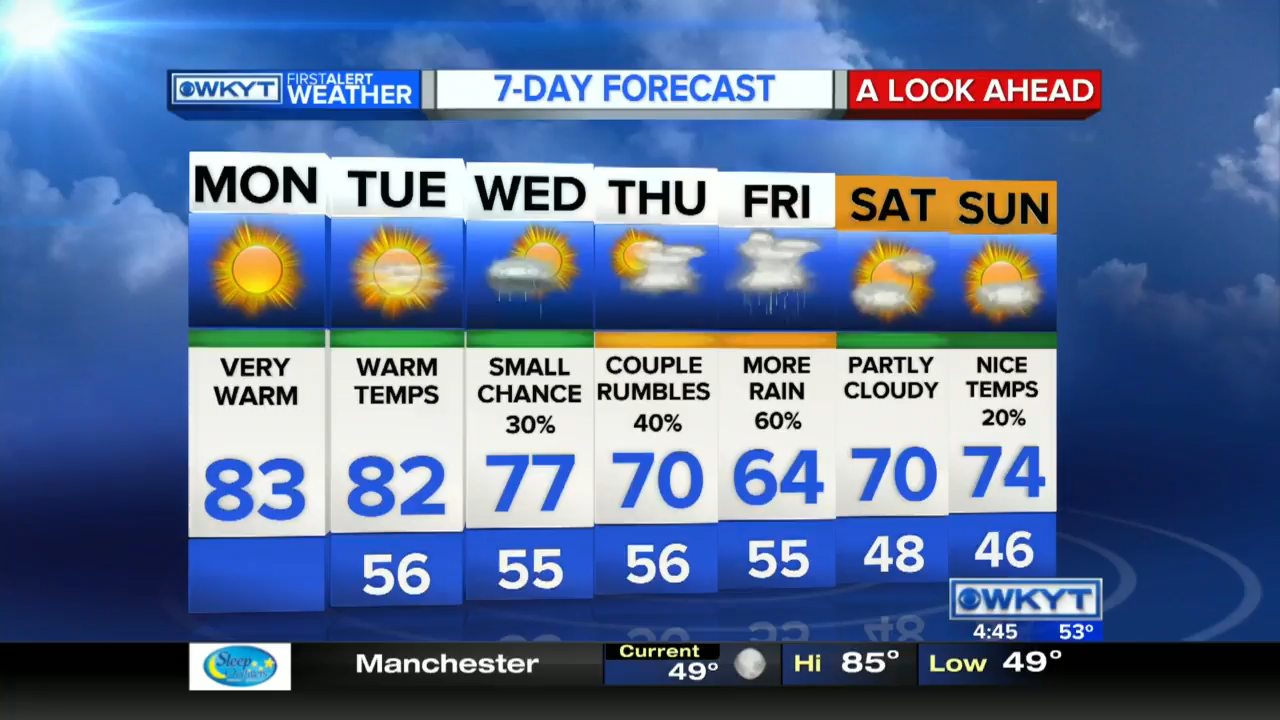 WKYT FIRST ALERT WEATHER
7-DAY FORECAST
A LOOK AHEAD
MON TUE WED THU FRI SAT SUN
VERY WARM
83
WARM TEMPS
82
56
SMALL CHANCE
30%
77
55
COUPLE RUMBLES
40%
70
56
MORE RAIN
60%
64
55
PARTLY CLOUDY
70
48
NICE TEMPS
20%
74
46
WKYT
4:45 53°
Sleep Outfitters
Manchester
Current 49°
Hi 85°
Low 49°